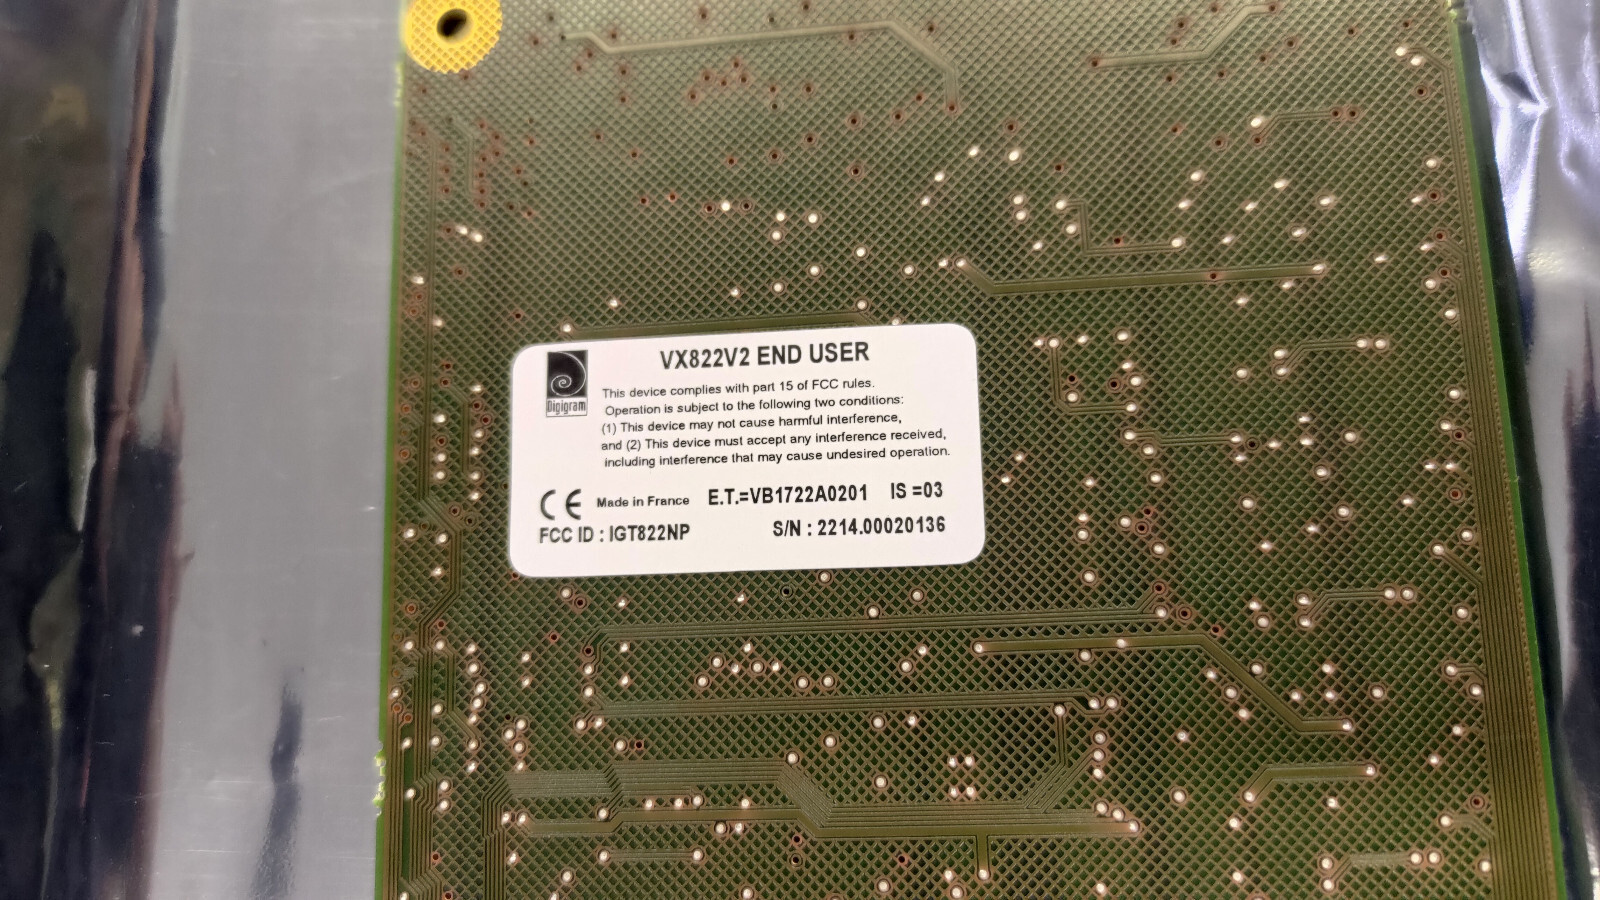 VX822V2 END USER
Digigram
This device complies with part 15 of FCC rules.
Operation is subject to the following two conditions:
(1) This device may not cause harmful interference,
and (2) This device must accept any interference received,
including interference that may cause undesired operation.
CE Made in France E.T.=VB1722A0201 IS =03
FCC ID : IGT822NP S/N : 2214.00020136